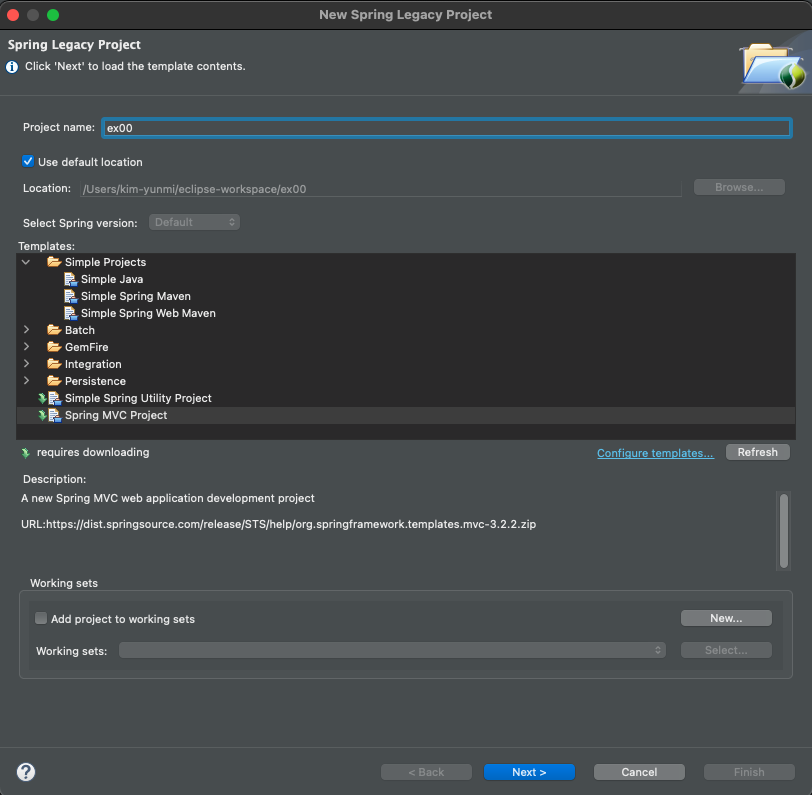 New Spring Legacy Project
Spring Legacy Project
Click 'Next' to load the template contents.
Project name: ex00
Use default location
Location: /Users/kim-yunmi/eclipse-workspace/ex00 Browse...
Select Spring version: Default
Templates:
Simple Projects
Simple Java
Simple Spring Maven
Simple Spring Web Maven
Batch
GemFire
Integration
Persistence
Simple Spring Utility Project
Spring MVC Project
requires downloading Configure templates... Refresh
Description:
A new Spring MVC web application development project
URL:https://dist.springsource.com/release/STS/help/org.springframework.templates.mvc-3.2.2.zip
Working sets
Add project to working sets New...
Working sets: Select...
< Back Next > Cancel Finish